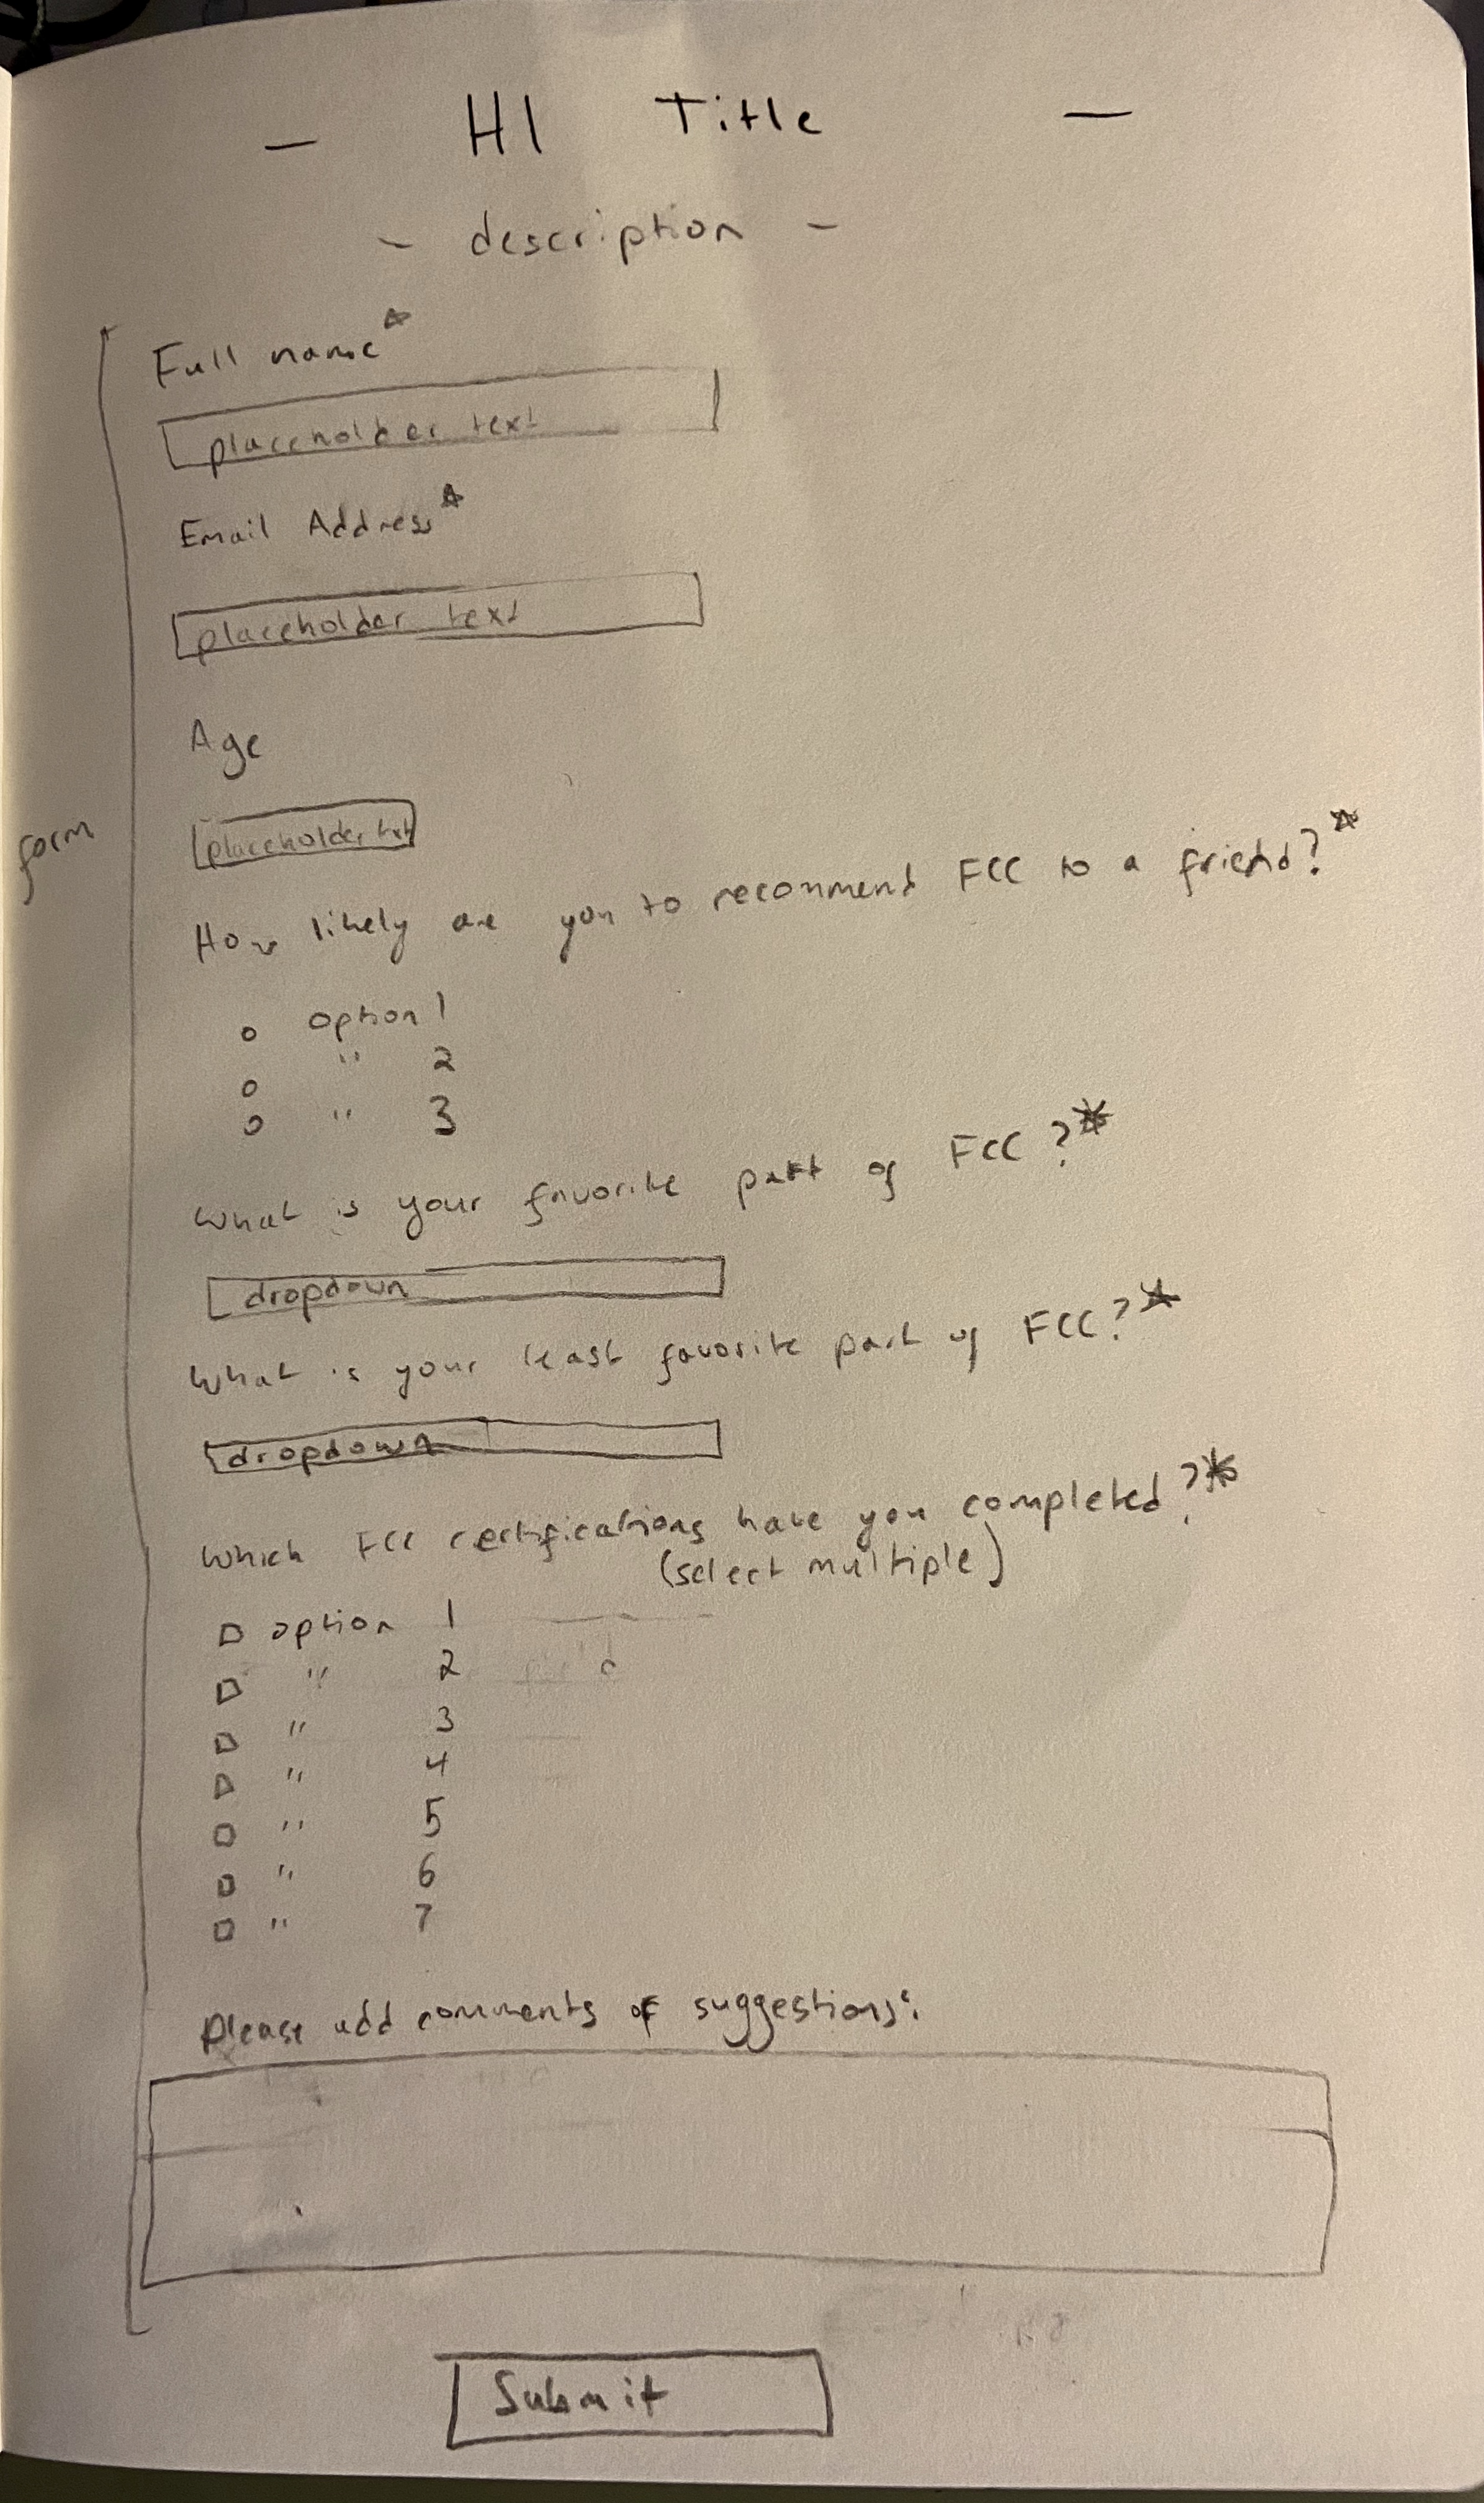 - H1 Title -
- description -
Full name*
placeholder text
Email Address*
placeholder text
Age
placeholder text
form
How likely are you to recommend FCC to a friend?*
o option 1
o " 2
o " 3
What is your favorite part of FCC?*
dropdown
What is your least favorite part of FCC?*
dropdown
Which FCC certifications have you completed?*
(select multiple)
□ option 1
□ " 2
□ " 3
□ " 4
□ " 5
□ " 6
□ " 7
Please add comments or suggestions:
Submit